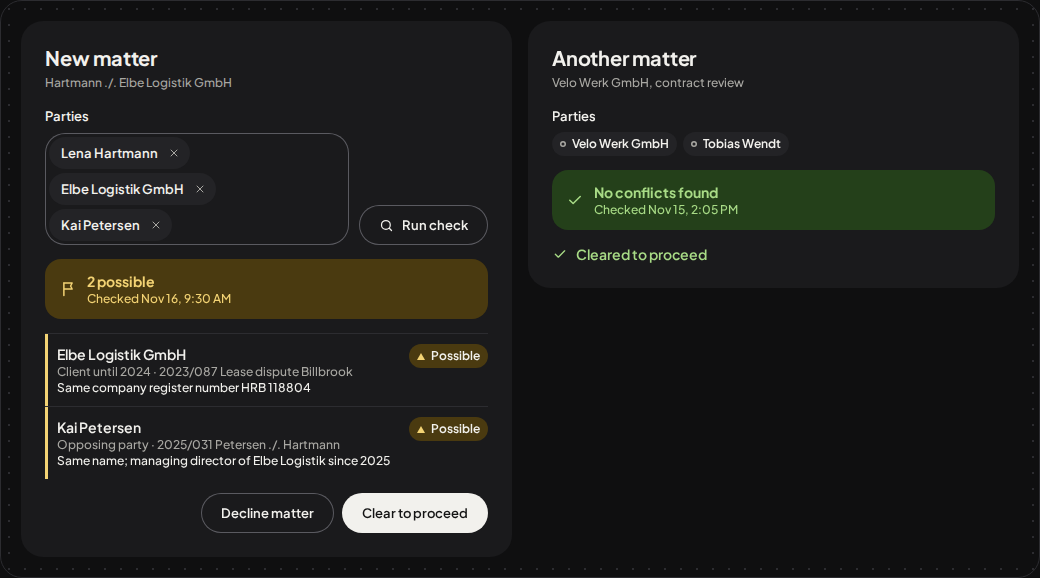 New matter
Hartmann ./. Elbe Logistik GmbH
Parties
Lena Hartmann
Elbe Logistik GmbH
Kai Petersen
Run check
2 possible
Checked Nov 16, 9:30 AM
Elbe Logistik GmbH
Possible
Client until 2024 · 2023/087 Lease dispute Billbrook
Same company register number HRB 118804
Kai Petersen
Possible
Opposing party · 2025/031 Petersen ./. Hartmann
Same name; managing director of Elbe Logistik since 2025
Decline matter
Clear to proceed
Another matter
Velo Werk GmbH, contract review
Parties
Velo Werk GmbH
Tobias Wendt
No conflicts found
Checked Nov 15, 2:05 PM
Cleared to proceed